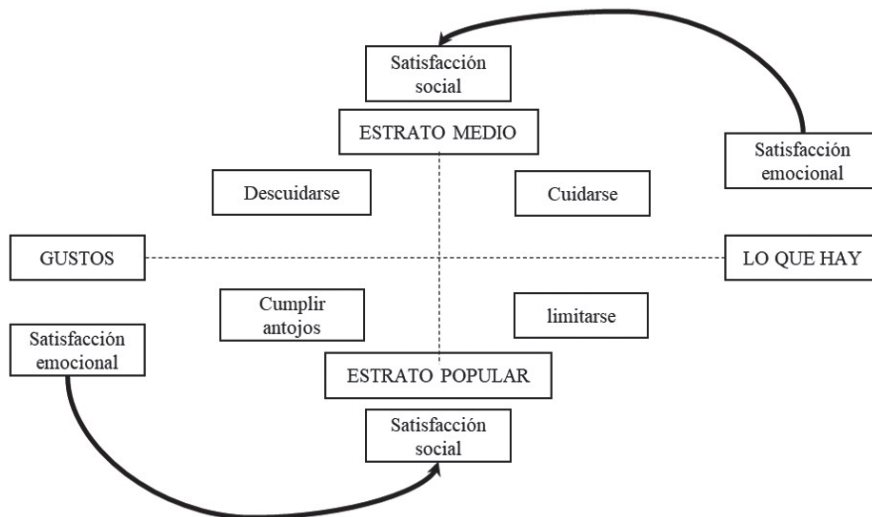 Satisfacción
social
ESTRATO MEDIO
Satisfacción
emocional
Descuidarse
Cuidarse
GUSTOS
LO QUE HAY
Cumplir
antojos
limitarse
Satisfacción
emocional
ESTRATO POPULAR
Satisfacción
social